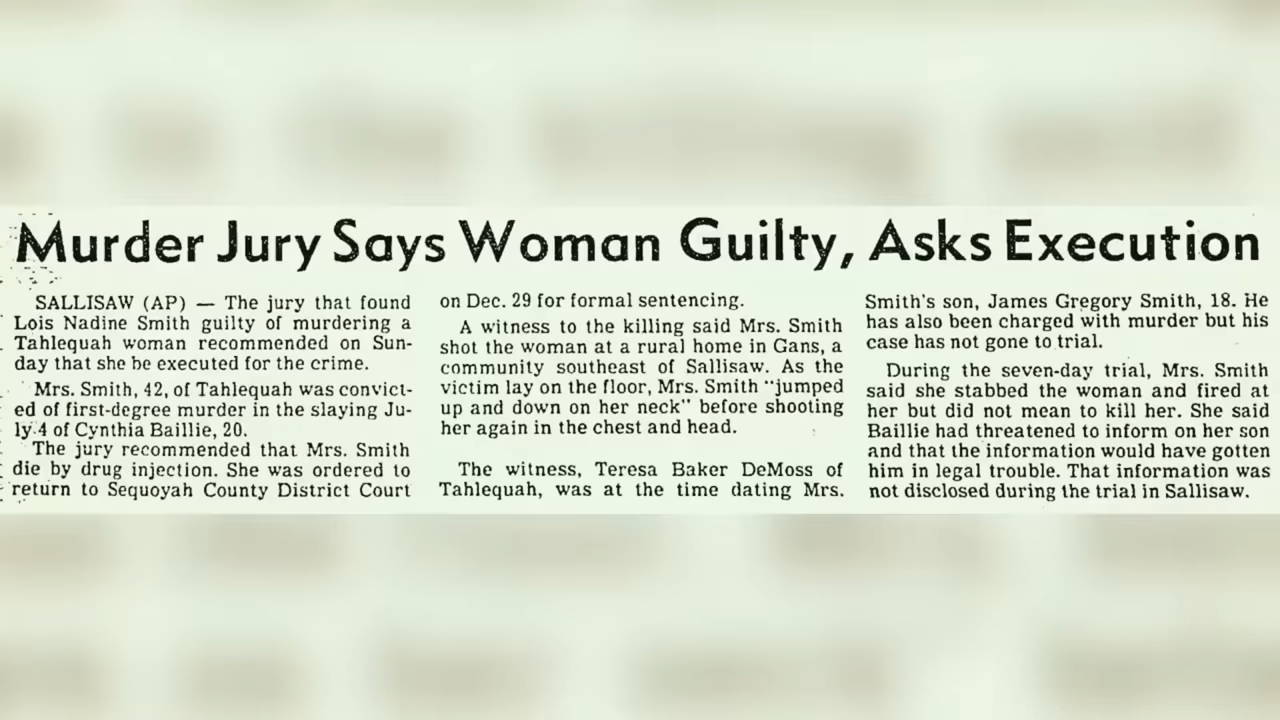 Murder Jury Says Woman Guilty, Asks Execution
SALLISAW (AP) — The jury that found
Lois Nadine Smith guilty of murdering a
Tahlequah woman recommended on Sun-
day that she be executed for the crime.
Mrs. Smith, 42, of Tahlequah was convict-
ed of first-degree murder in the slaying Ju-
ly 4 of Cynthia Baillie, 20.
The jury recommended that Mrs. Smith
die by drug injection. She was ordered to
return to Sequoyah County District Court
on Dec. 29 for formal sentencing.
A witness to the killing said Mrs. Smith
shot the woman at a rural home in Gans, a
community southeast of Sallisaw. As the
victim lay on the floor, Mrs. Smith "jumped
up and down on her neck" before shooting
her again in the chest and head.
The witness, Teresa Baker DeMoss of
Tahlequah, was at the time dating Mrs.
Smith's son, James Gregory Smith, 18. He
has also been charged with murder but his
case has not gone to trial.
During the seven-day trial, Mrs. Smith
said she stabbed the woman and fired at
her but did not mean to kill her. She said
Baillie had threatened to inform on her son
and that the information would have gotten
him in legal trouble. That information was
not disclosed during the trial in Sallisaw.